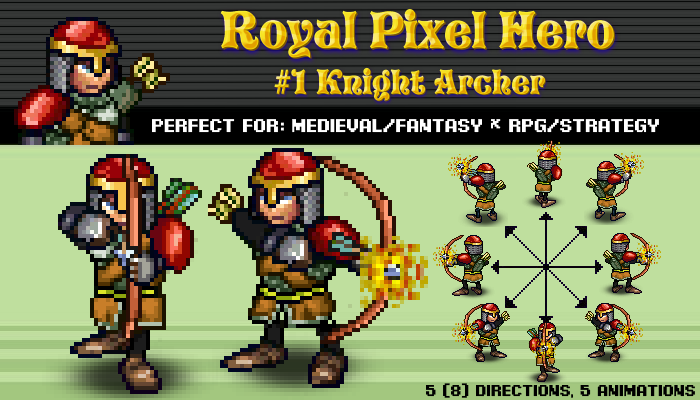 Royal Pixel Hero
#1 Knight Archer
PERFECT FOR: MEDIEVAL/FANTASY * RPG/STRATEGY
5 (8) DIRECTIONS, 5 ANIMATIONS